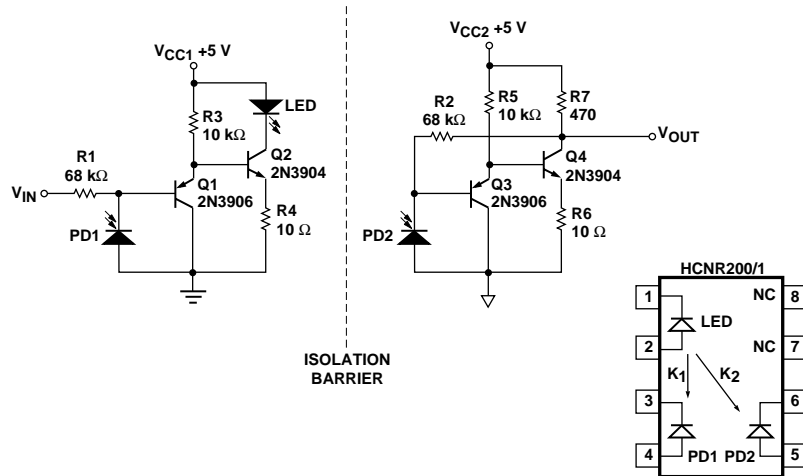 VCC1 +5 V
R3
10 kΩ
LED
R1
68 kΩ
VIN
Q1
2N3906
Q2
2N3904
PD1
R4
10 Ω
ISOLATION
BARRIER
VCC2 +5 V
R2
68 kΩ
R5
10 kΩ
R7
470
VOUT
Q4
2N3904
Q3
2N3906
PD2
R6
10 Ω
HCNR200/1
1
NC
8
LED
2
NC
7
K1
K2
3
6
4
PD1
PD2
5